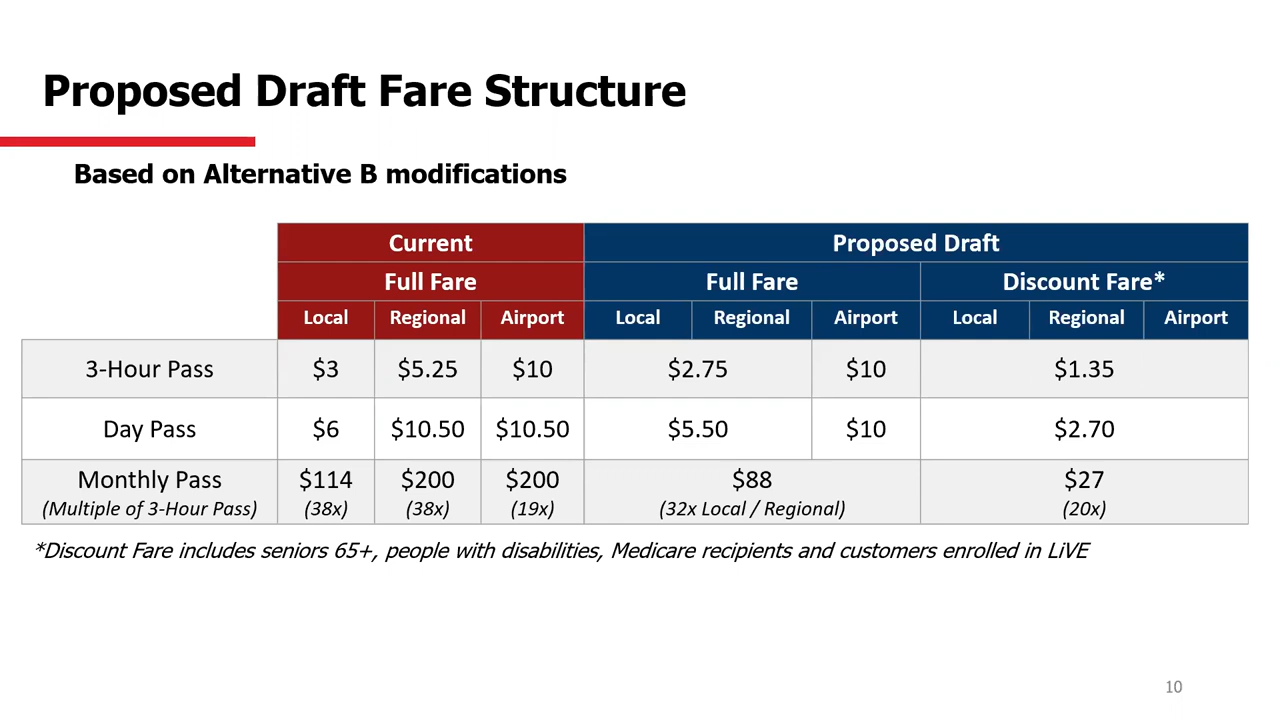 Proposed Draft Fare Structure
Based on Alternative B modifications
Current Proposed Draft
Full Fare Full Fare Discount Fare*
Local Regional Airport Local Regional Airport Local Regional Airport
3-Hour Pass $3 $5.25 $10 $2.75 $10 $1.35
Day Pass $6 $10.50 $10.50 $5.50 $10 $2.70
Monthly Pass $114 $200 $200 $88 $27
(Multiple of 3-Hour Pass) (38x) (38x) (19x) (32x Local / Regional) (20x)
*Discount Fare includes seniors 65+, people with disabilities, Medicare recipients and customers enrolled in LiVE
10